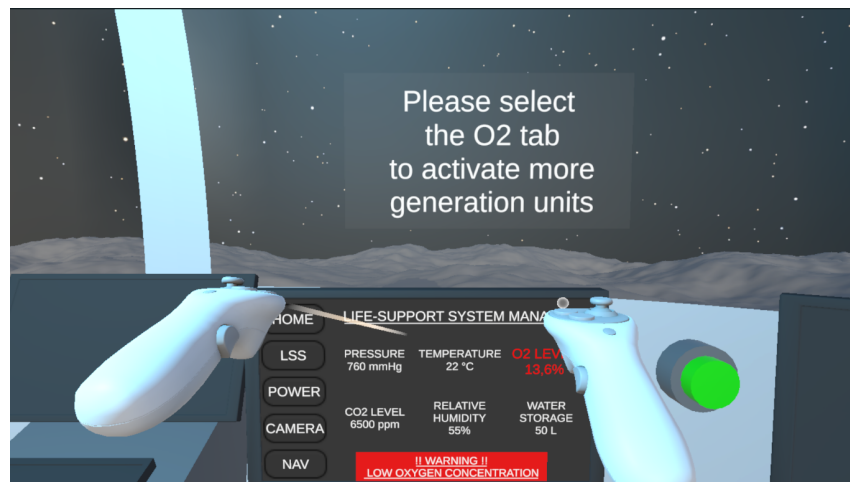 Please select
the O2 tab
to activate more
generation units
HOME
LIFE-SUPPORT SYSTEM
LSS
PRESSURE
760 mmHg
TEMPERATURE
22 °C
O2
13,6%
POWER
CO2 LEVEL
6500 ppm
RELATIVE
HUMIDITY
55%
WATER
STORAGE
50 L
CAMERA
NAV
!! WARNING !!
LOW OXYGEN CONCENTRATION